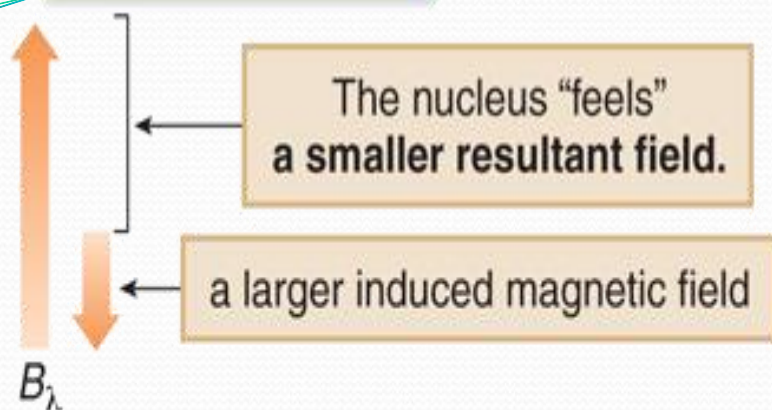 The nucleus “feels”
a smaller resultant field.
a larger induced magnetic field
B